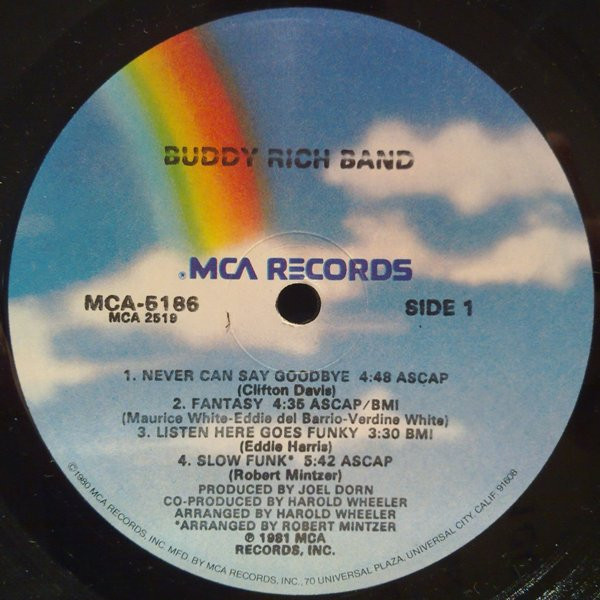 BUDDY RICH BAND
MCA RECORDS
MCA-5186
MCA 2519
SIDE 1
1. NEVER CAN SAY GOODBYE 4:48 ASCAP
(Clifton Davis)
2. FANTASY 4:35 ASCAP/BMI
(Maurice White-Eddie del Barrio-Verdine White)
3. LISTEN HERE GOES FUNKY 3:30 BMI
(Eddie Harris)
4. SLOW FUNK* 5:42 ASCAP
(Robert Mintzer)
PRODUCED BY JOEL DORN
CO-PRODUCED BY HAROLD WHEELER
ARRANGED BY HAROLD WHEELER
*ARRANGED BY ROBERT MINTZER
℗ 1981 MCA
RECORDS, INC.
©1980 MCA RECORDS, INC. MFD. BY MCA RECORDS, INC., 70 UNIVERSAL PLAZA, UNIVERSAL CITY, CALIF. 91608